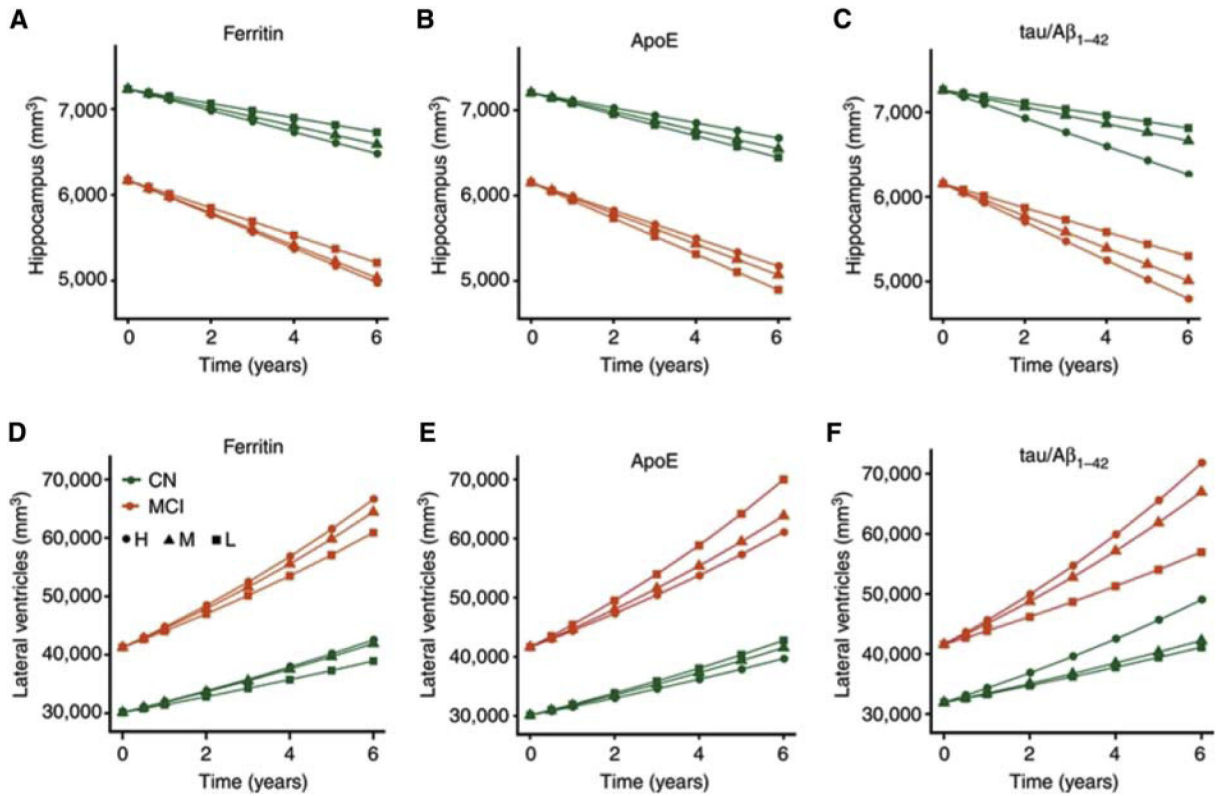 A
Ferritin
Hippocampus (mm³)
7,000
6,000
5,000
0 2 4 6
Time (years)
B
ApoE
Hippocampus (mm³)
7,000
6,000
5,000
0 2 4 6
Time (years)
C
tau/Aβ₁₋₄₂
Hippocampus (mm³)
7,000
6,000
5,000
0 2 4 6
Time (years)
D
Ferritin
Lateral ventricles (mm³)
70,000
60,000
50,000
40,000
30,000
CN
MCI
H M L
0 2 4 6
Time (years)
E
ApoE
Lateral ventricles (mm³)
70,000
60,000
50,000
40,000
30,000
0 2 4 6
Time (years)
F
tau/Aβ₁₋₄₂
Lateral ventricles (mm³)
70,000
60,000
50,000
40,000
30,000
0 2 4 6
Time (years)